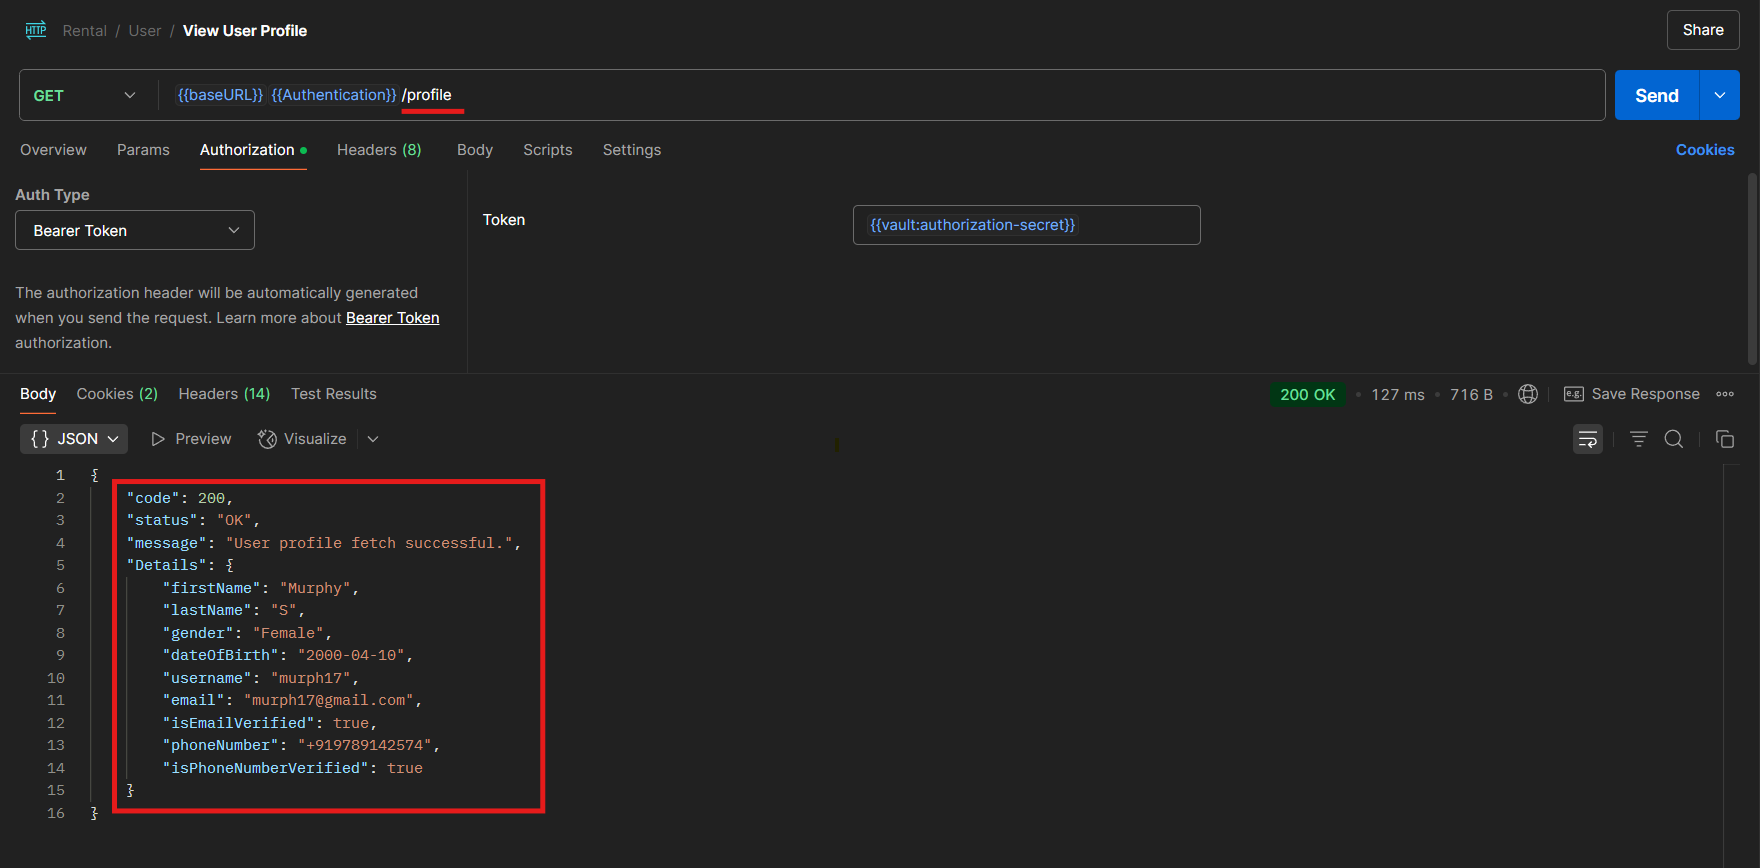 HTTP Rental / User / View User Profile Share
GET {{baseURL}} {{Authentication}} /profile Send
Overview Params Authorization Headers (8) Body Scripts Settings Cookies
Auth Type
Bearer Token
Token {{vault:authorization-secret}}
The authorization header will be automatically generated
when you send the request. Learn more about Bearer Token
authorization.
Body Cookies (2) Headers (14) Test Results 200 OK • 127 ms • 716 B • e.g. Save Response
{} JSON Preview Visualize
1 {
2 "code": 200,
3 "status": "OK",
4 "message": "User profile fetch successful.",
5 "Details": {
6 "firstName": "Murphy",
7 "lastName": "S",
8 "gender": "Female",
9 "dateOfBirth": "2000-04-10",
10 "username": "murph17",
11 "email": "murph17@gmail.com",
12 "isEmailVerified": true,
13 "phoneNumber": "+919789142574",
14 "isPhoneNumberVerified": true
15 }
16 }